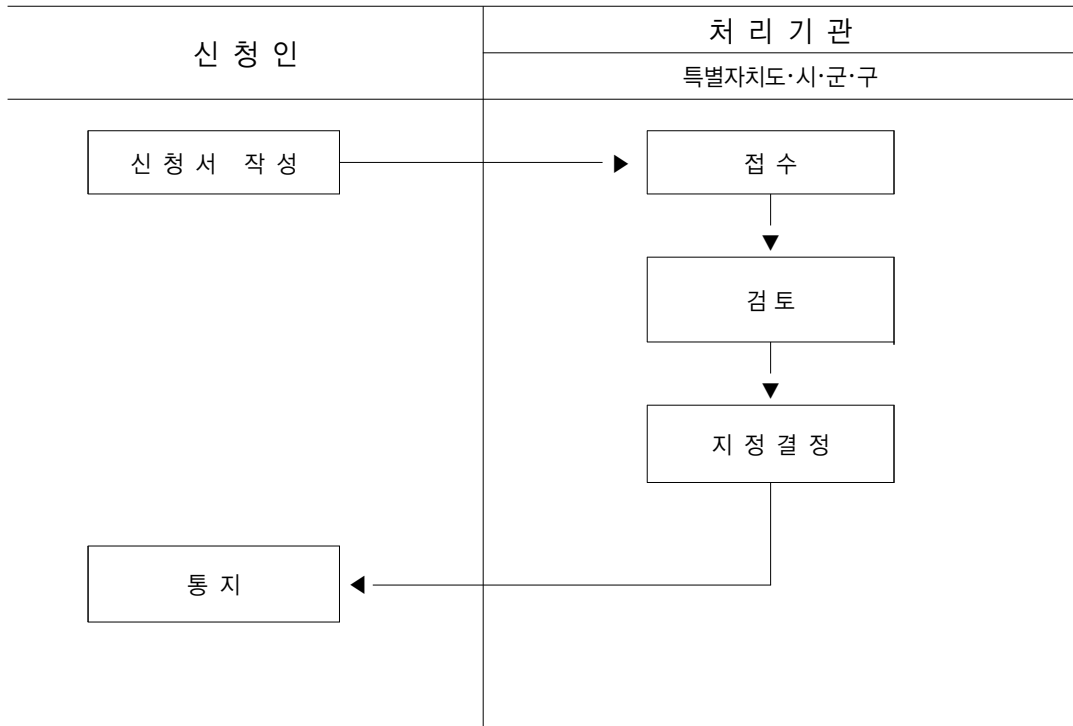 신 청 인
처 리 기 관
특별자치도·시·군·구
신 청 서 작 성
접 수
검 토
지 정 결 정
통 지